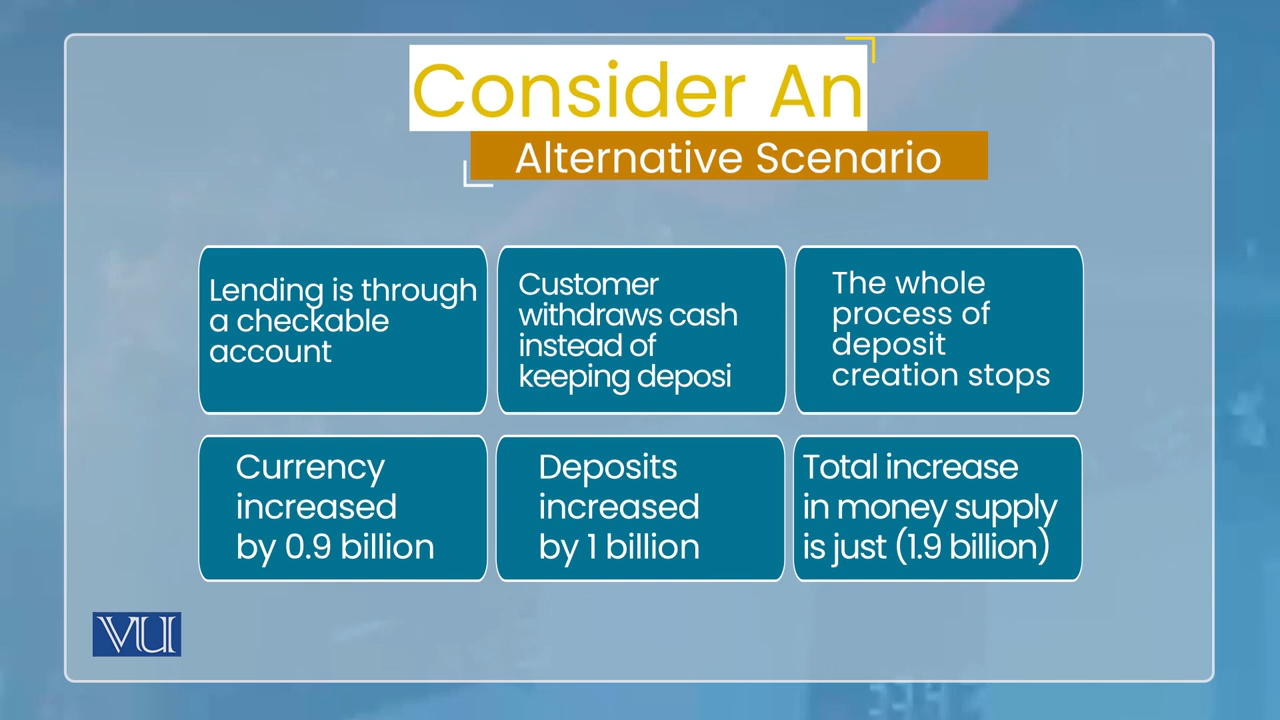 Consider An
Alternative Scenario
Lending is through
a checkable
account
Customer
withdraws cash
instead of
keeping deposi
The whole
process of
deposit
creation stops
Currency
increased
by 0.9 billion
Deposits
increased
by 1 billion
Total increase
in money supply
is just (1.9 billion)
VU